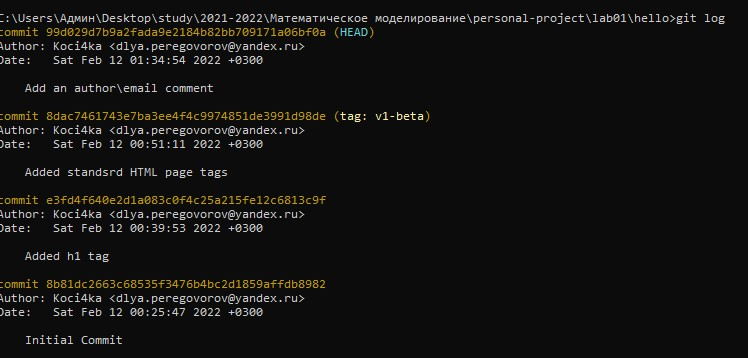 C:\Users\Админ\Desktop\study\2021-2022\Математическое моделирование\personal-project\lab01\hello>git log
commit 99d029d7b9a2fada9e2184b82bb709171a06bf0a (HEAD)
Author: Koci4ka <dlya.peregovorov@yandex.ru>
Date:   Sat Feb 12 01:34:54 2022 +0300
Add an author\email comment
commit 8dac7461743e7ba3ee4f4c9974851de3991d98de (tag: v1-beta)
Author: Koci4ka <dlya.peregovorov@yandex.ru>
Date:   Sat Feb 12 00:51:11 2022 +0300
Added standsrd HTML page tags
commit e3fd4f640e2d1a083c0f4c25a215fe12c6813c9f
Author: Koci4ka <dlya.peregovorov@yandex.ru>
Date:   Sat Feb 12 00:39:53 2022 +0300
Added h1 tag
commit 8b81dc2663c68535f3476b4bc2d1859affdb8982
Author: Koci4ka <dlya.peregovorov@yandex.ru>
Date:   Sat Feb 12 00:25:47 2022 +0300
Initial Commit